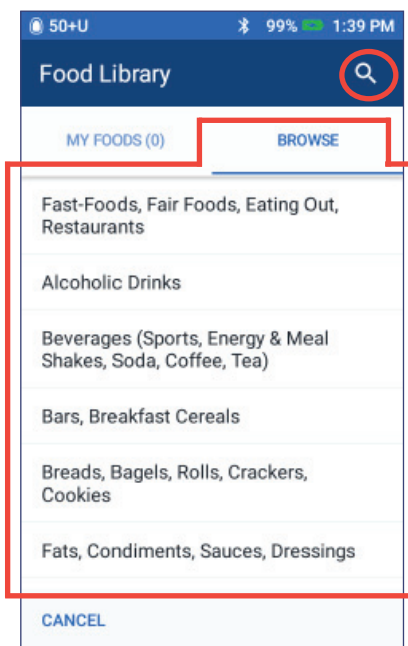 50+U 99% 1:39 PM
Food Library
MY FOODS (0) BROWSE
Fast-Foods, Fair Foods, Eating Out,
Restaurants
Alcoholic Drinks
Beverages (Sports, Energy & Meal
Shakes, Soda, Coffee, Tea)
Bars, Breakfast Cereals
Breads, Bagels, Rolls, Crackers,
Cookies
Fats, Condiments, Sauces, Dressings
CANCEL